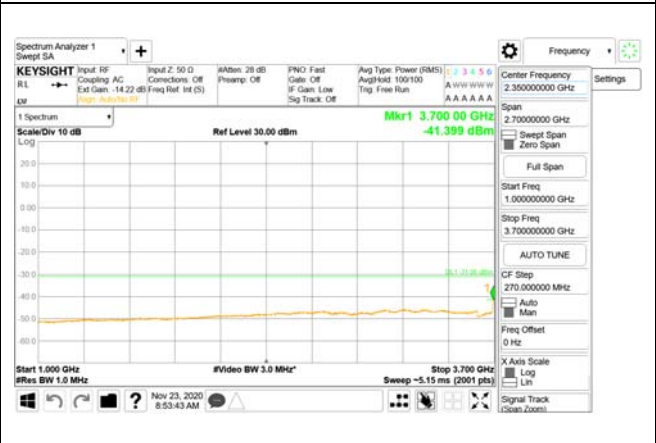 Spectrum Analyzer 1
Swept SA
+
Frequency
KEYSIGHT
RL
Input: RF
Coupling: AC
Ext Gain: -14.22 dB
Align: Auto/No RF
Input Z: 50 Ω
Corrections: Off
Freq Ref: Int (S)
#Atten: 28 dB
Preamp: Off
PNO: Fast
Gate: Off
IF Gain: Low
Sig Track: Off
Avg Type: Power (RMS)
Avg|Hold: 100/100
Trig: Free Run
1 2 3 4 5 6
A W W W W W
A A A A A A
1 Spectrum
Scale/Div 10 dB
Log
Ref Level 30.00 dBm
Mkr1 3.700 00 GHz
-41.399 dBm
20.0
10.0
0.00
-10.0
-20.0
-30.0
-40.0
-50.0
-60.0
1
Start 1.000 GHz
#Res BW 1.0 MHz
#Video BW 3.0 MHz*
Stop 3.700 GHz
Sweep ~5.15 ms (2001 pts)
Nov 23, 2020
8:53:43 AM
?
Center Frequency
2.350000000 GHz
Settings
Span
2.70000000 GHz
Swept Span
Zero Span
Full Span
Start Freq
1.000000000 GHz
Stop Freq
3.700000000 GHz
AUTO TUNE
CF Step
270.000000 MHz
Auto
Man
Freq Offset
0 Hz
X Axis Scale
Log
Lin
Signal Track
(Span Zoom)